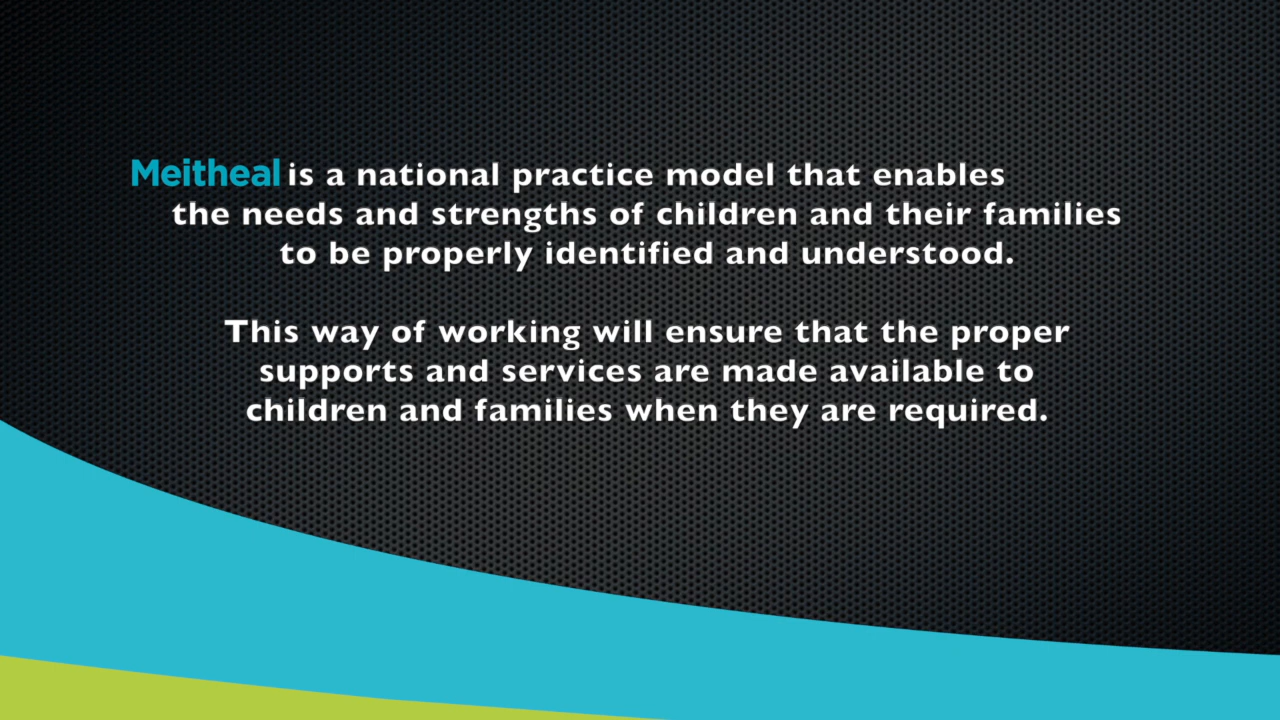 Meitheal is a national practice model that enables
the needs and strengths of children and their families
to be properly identified and understood.
This way of working will ensure that the proper
supports and services are made available to
children and families when they are required.